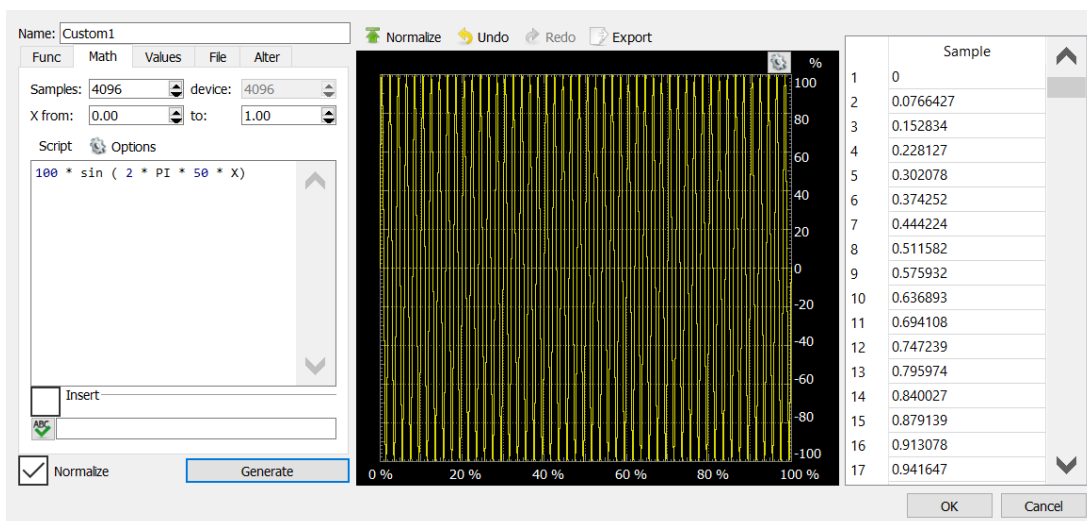 Name: Custom1
Func Math Values File Alter
Samples: 4096 device: 4096
X from: 0.00 to: 1.00
Script Options
100 * sin ( 2 * PI * 50 * X)
Insert
ABC
Normalize Generate
Normalize Undo Redo Export
%
100
80
60
40
20
0
-20
-40
-60
-80
-100
0 % 20 % 40 % 60 % 80 % 100 %
Sample
1 0
2 0.0766427
3 0.152834
4 0.228127
5 0.302078
6 0.374252
7 0.444224
8 0.511582
9 0.575932
10 0.636893
11 0.694108
12 0.747239
13 0.795974
14 0.840027
15 0.879139
16 0.913078
17 0.941647
OK Cancel